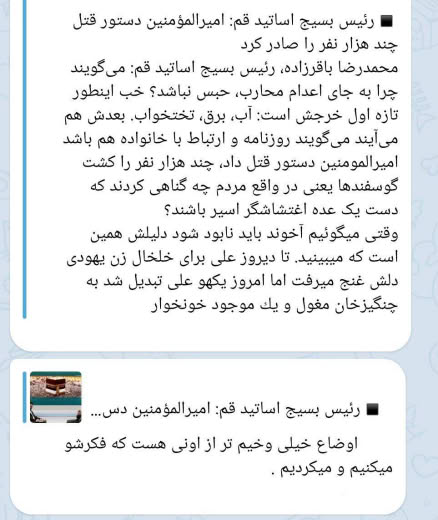 ◾ رئیس بسیج اساتید قم: امیرالمؤمنین دستور قتل
چند هزار نفر را صادر کرد
محمدرضا باقرزاده، رئیس بسیج اساتید قم: می‌گویند
چرا به جای اعدام محارب، حبس نباشد؟ خب اینطور
تازه اول خرجش است: آب، برق، تختخواب. بعدش هم
می‌آیند می‌گویند روزنامه و ارتباط با خانواده هم باشد
امیرالمومنین دستور قتل داد، چند هزار نفر را کشت
گوسفندها یعنی در واقع مردم چه گناهی کردند که
دست یک عده اغتشاشگر اسیر باشند؟
وقتی میگوئیم آخوند باید نابود شود دلیلش همین
است که میبینید. تا دیروز علی برای خلخال زن یهودی
دلش غنج میرفت اما امروز یکهو علی تبدیل شد به
چنگیزخان مغول و یك موجود خونخوار
◾ رئیس بسیج اساتید قم: امیرالمؤمنین دس...
اوضاع خیلی وخیم تر از اونی هست که فکرشو
میکنیم و میکردیم .